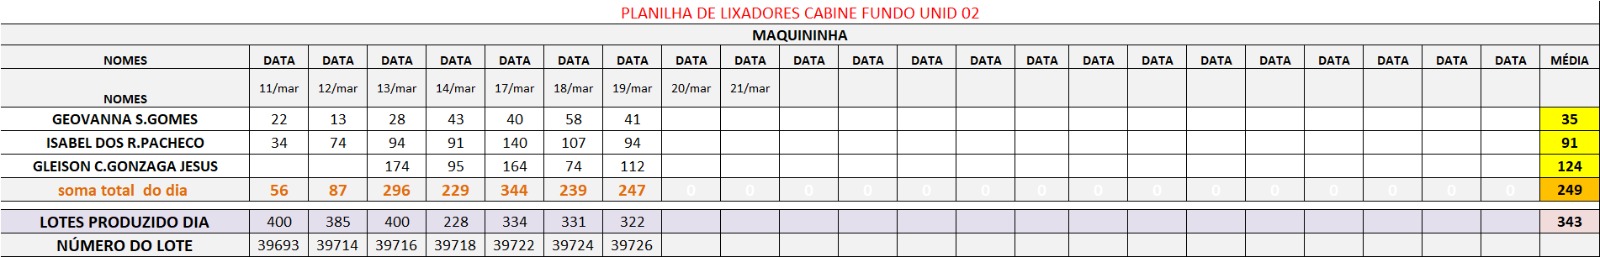 PLANILHA DE LIXADORES CABINE FUNDO UNID 02
MAQUININHA
NOMES DATA DATA DATA DATA DATA DATA DATA DATA DATA DATA DATA DATA DATA DATA DATA DATA DATA DATA DATA DATA DATA DATA MÉDIA
NOMES 11/mar 12/mar 13/mar 14/mar 17/mar 18/mar 19/mar 20/mar 21/mar
GEOVANNA S.GOMES 22 13 28 43 40 58 41 35
ISABEL DOS R.PACHECO 34 74 94 91 140 107 94 91
GLEISON C.GONZAGA JESUS 174 95 164 74 112 124
soma total do dia 56 87 296 229 344 239 247 0 0 0 0 0 0 0 0 0 0 0 0 0 0 0 249
LOTES PRODUZIDO DIA 400 385 400 228 334 331 322 343
NÚMERO DO LOTE 39693 39714 39716 39718 39722 39724 39726